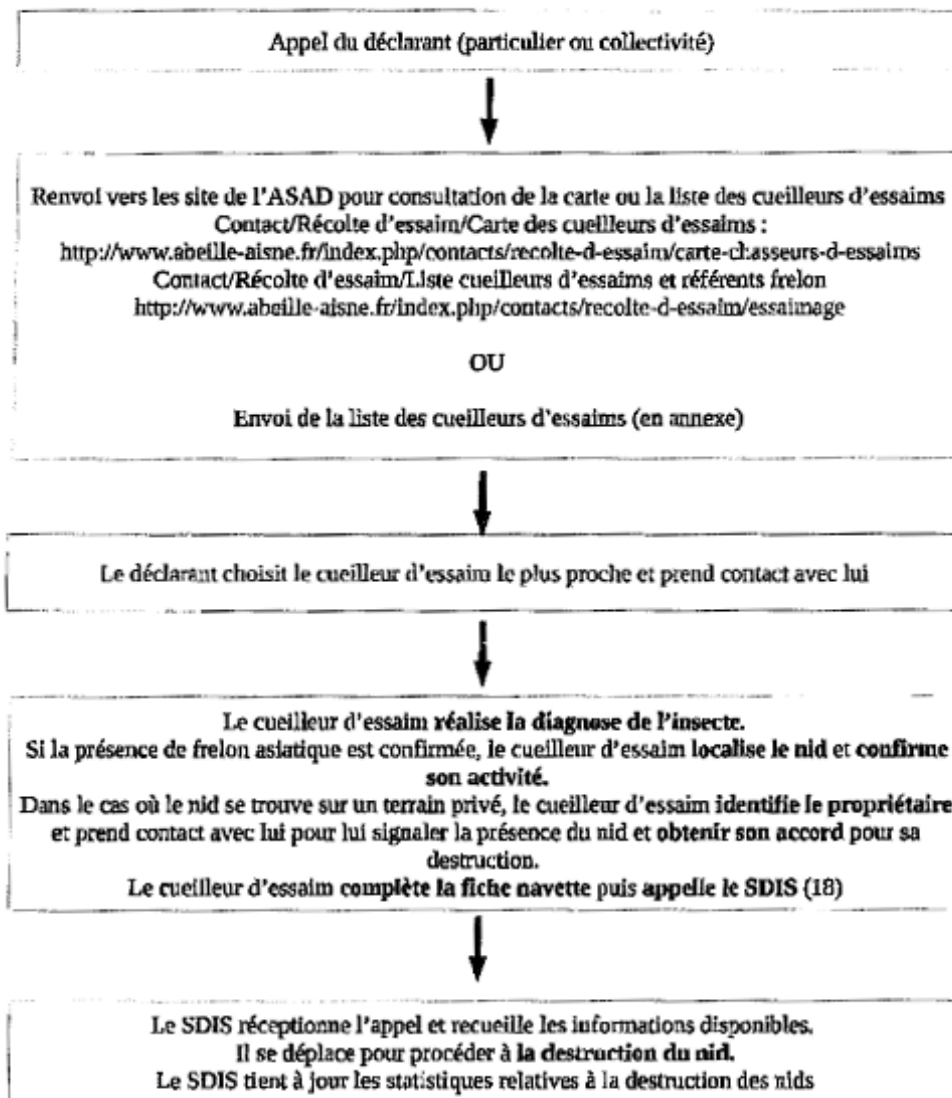 Appel du déclarant (particulier ou collectivité)
Renvoi vers les site de l'ASAD pour consultation de la carte ou la liste des cueilleurs d'essaims
Contact/Récolte d'essaim/Carte des cueilleurs d'essaims :
http://www.abeille-aisne.fr/index.php/contacts/recolte-d-essaim/carte-chasseurs-d-essaims
Contact/Récolte d'essaim/Liste cueilleurs d'essaims et référents frelon
http://www.abeille-aisne.fr/index.php/contacts/recolte-d-essaim/essaimage
OU
Envoi de la liste des cueilleurs d'essaims (en annexe)
Le déclarant choisit le cueilleur d'essaim le plus proche et prend contact avec lui
Le cueilleur d'essaim réalise la diagnose de l'insecte.
Si la présence de frelon asiatique est confirmée, le cueilleur d'essaim localise le nid et confirme
son activité.
Dans le cas où le nid se trouve sur un terrain privé, le cueilleur d'essaim identifie le propriétaire
et prend contact avec lui pour lui signaler la présence du nid et obtenir son accord pour sa
destruction.
Le cueilleur d'essaim complète la fiche navette puis appelle le SDIS (18)
Le SDIS réceptionne l'appel et recueille les informations disponibles.
Il se déplace pour procéder à la destruction du nid.
Le SDIS tient à jour les statistiques relatives à la destruction des nids